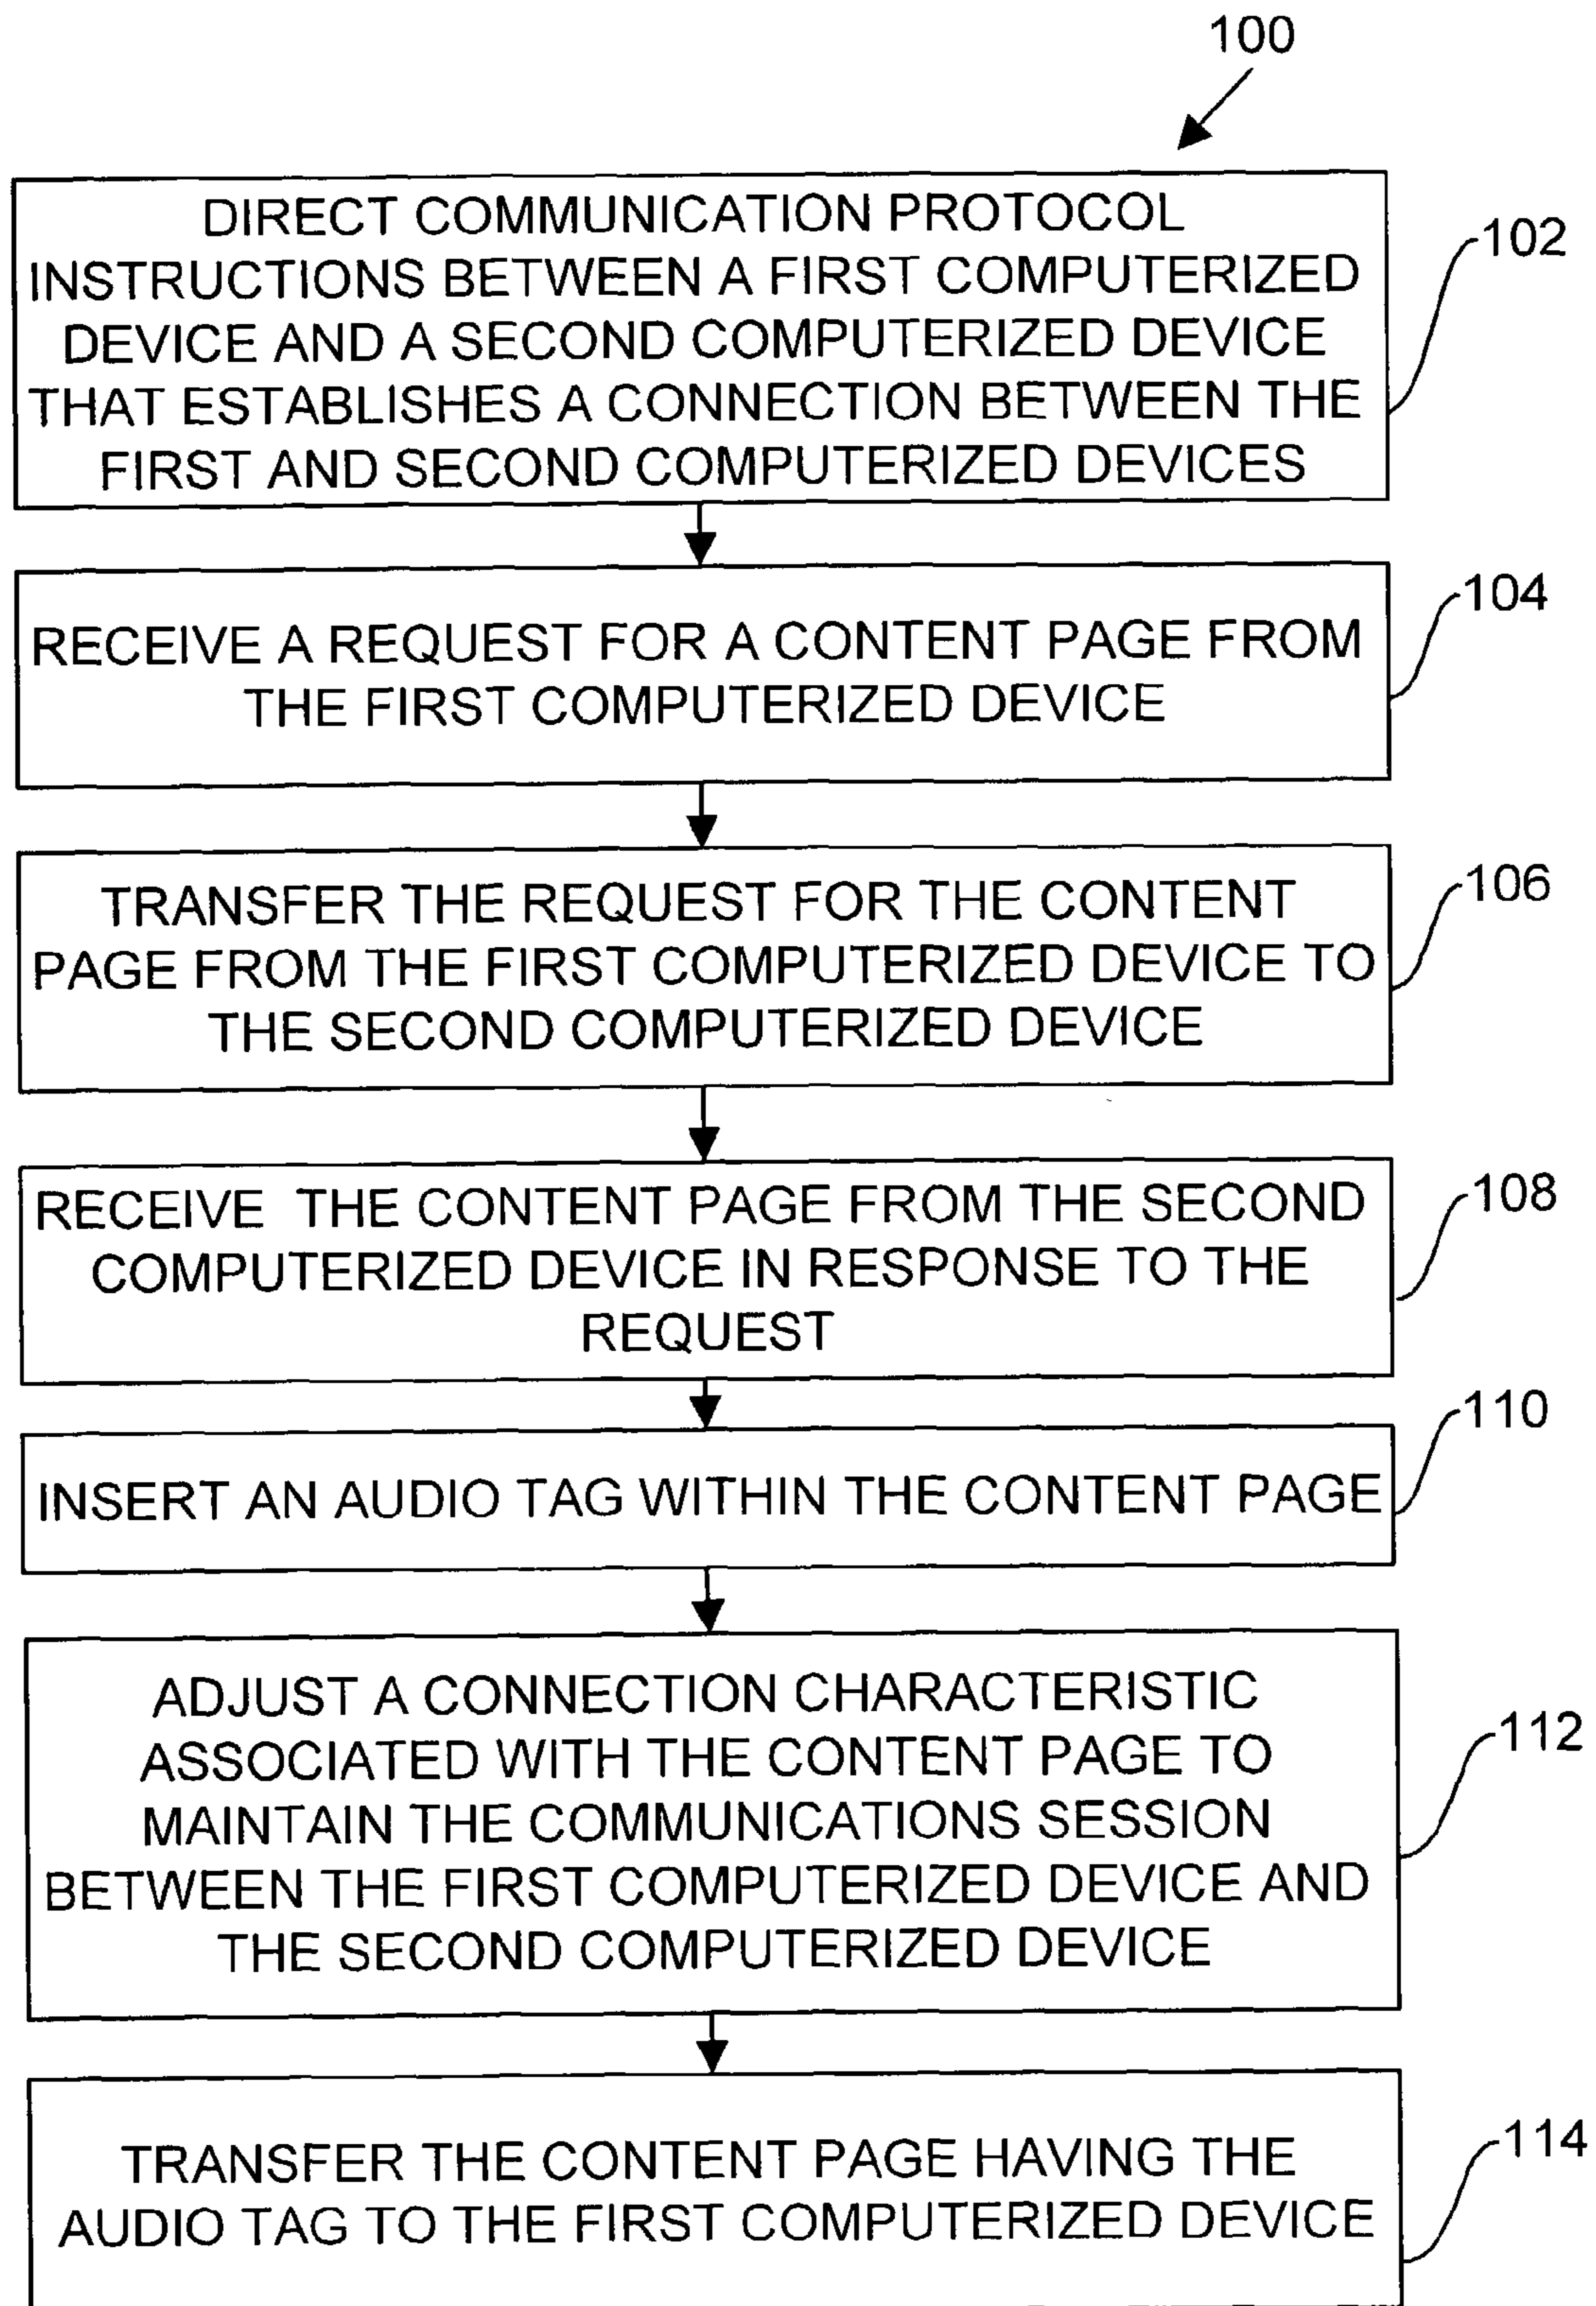 100
DIRECT COMMUNICATION PROTOCOL
INSTRUCTIONS BETWEEN A FIRST COMPUTERIZED
DEVICE AND A SECOND COMPUTERIZED DEVICE
THAT ESTABLISHES A CONNECTION BETWEEN THE
FIRST AND SECOND COMPUTERIZED DEVICES
102
RECEIVE A REQUEST FOR A CONTENT PAGE FROM
THE FIRST COMPUTERIZED DEVICE
104
TRANSFER THE REQUEST FOR THE CONTENT
PAGE FROM THE FIRST COMPUTERIZED DEVICE TO
THE SECOND COMPUTERIZED DEVICE
106
RECEIVE THE CONTENT PAGE FROM THE SECOND
COMPUTERIZED DEVICE IN RESPONSE TO THE
REQUEST
108
INSERT AN AUDIO TAG WITHIN THE CONTENT PAGE
110
ADJUST A CONNECTION CHARACTERISTIC
ASSOCIATED WITH THE CONTENT PAGE TO
MAINTAIN THE COMMUNICATIONS SESSION
BETWEEN THE FIRST COMPUTERIZED DEVICE AND
THE SECOND COMPUTERIZED DEVICE
112
TRANSFER THE CONTENT PAGE HAVING THE
AUDIO TAG TO THE FIRST COMPUTERIZED DEVICE
114